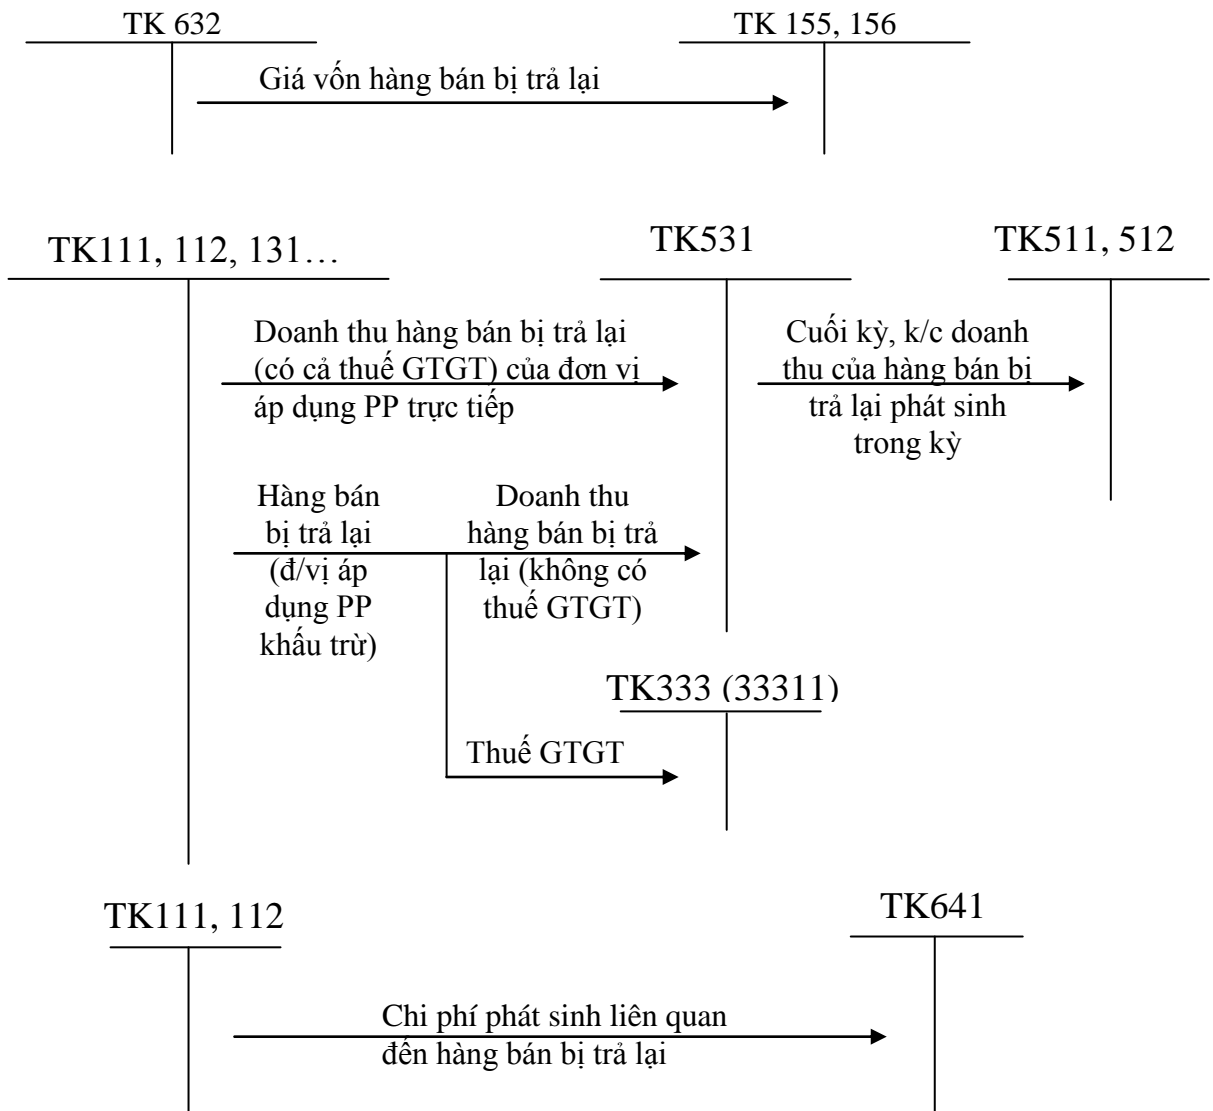 TK 632
TK 155, 156
Giá vốn hàng bán bị trả lại
TK111, 112, 131…
TK531
TK511, 512
Doanh thu hàng bán bị trả lại
(có cả thuế GTGT) của đơn vị
áp dụng PP trực tiếp
Cuối kỳ, k/c doanh
thu của hàng bán bị
trả lại phát sinh
trong kỳ
Hàng bán
bị trả lại
(đ/vị áp
dụng PP
khấu trừ)
Doanh thu
hàng bán bị trả
lại (không có
thuế GTGT)
TK333 (33311)
Thuế GTGT
TK111, 112
TK641
Chi phí phát sinh liên quan
đến hàng bán bị trả lại